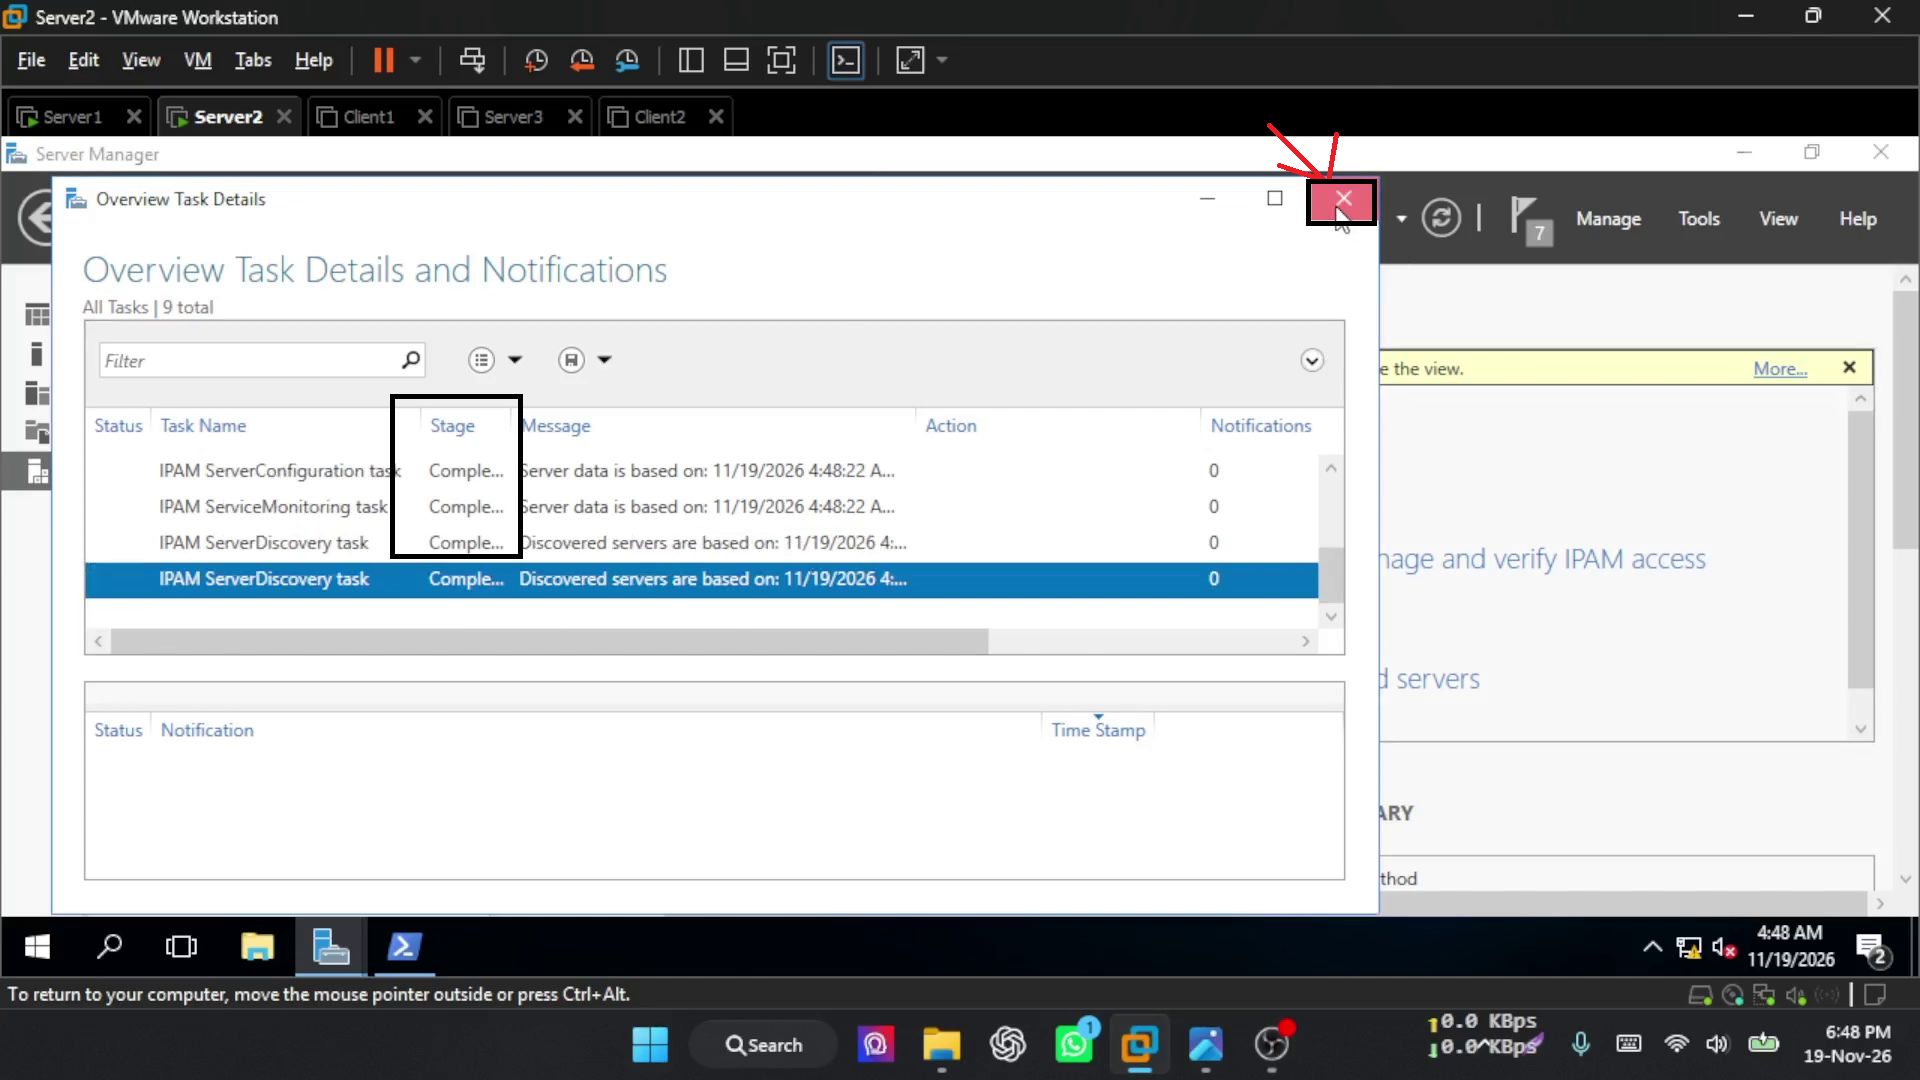 Server2 - VMware Workstation
File Edit View VM Tabs Help
Server1 Server2 Client1 Server3 Client2
Server Manager
Overview Task Details
7 Manage Tools View Help
Overview Task Details and Notifications
All Tasks | 9 total
Filter
e the view. More...
Status Task Name Stage Message Action Notifications
IPAM ServerConfiguration task Comple... Server data is based on: 11/19/2026 4:48:22 A... 0
IPAM ServiceMonitoring task Comple... Server data is based on: 11/19/2026 4:48:22 A... 0
IPAM ServerDiscovery task Comple... Discovered servers are based on: 11/19/2026 4:... 0
nage and verify IPAM access
IPAM ServerDiscovery task Comple... Discovered servers are based on: 11/19/2026 4:... 0
d servers
Status Notification Time Stamp
ARY
thod
4:48 AM
11/19/2026
2
To return to your computer, move the mouse pointer outside or press Ctrl+Alt.
Search
1
0.0 KBps
0.0 KBps
6:48 PM
19-Nov-26